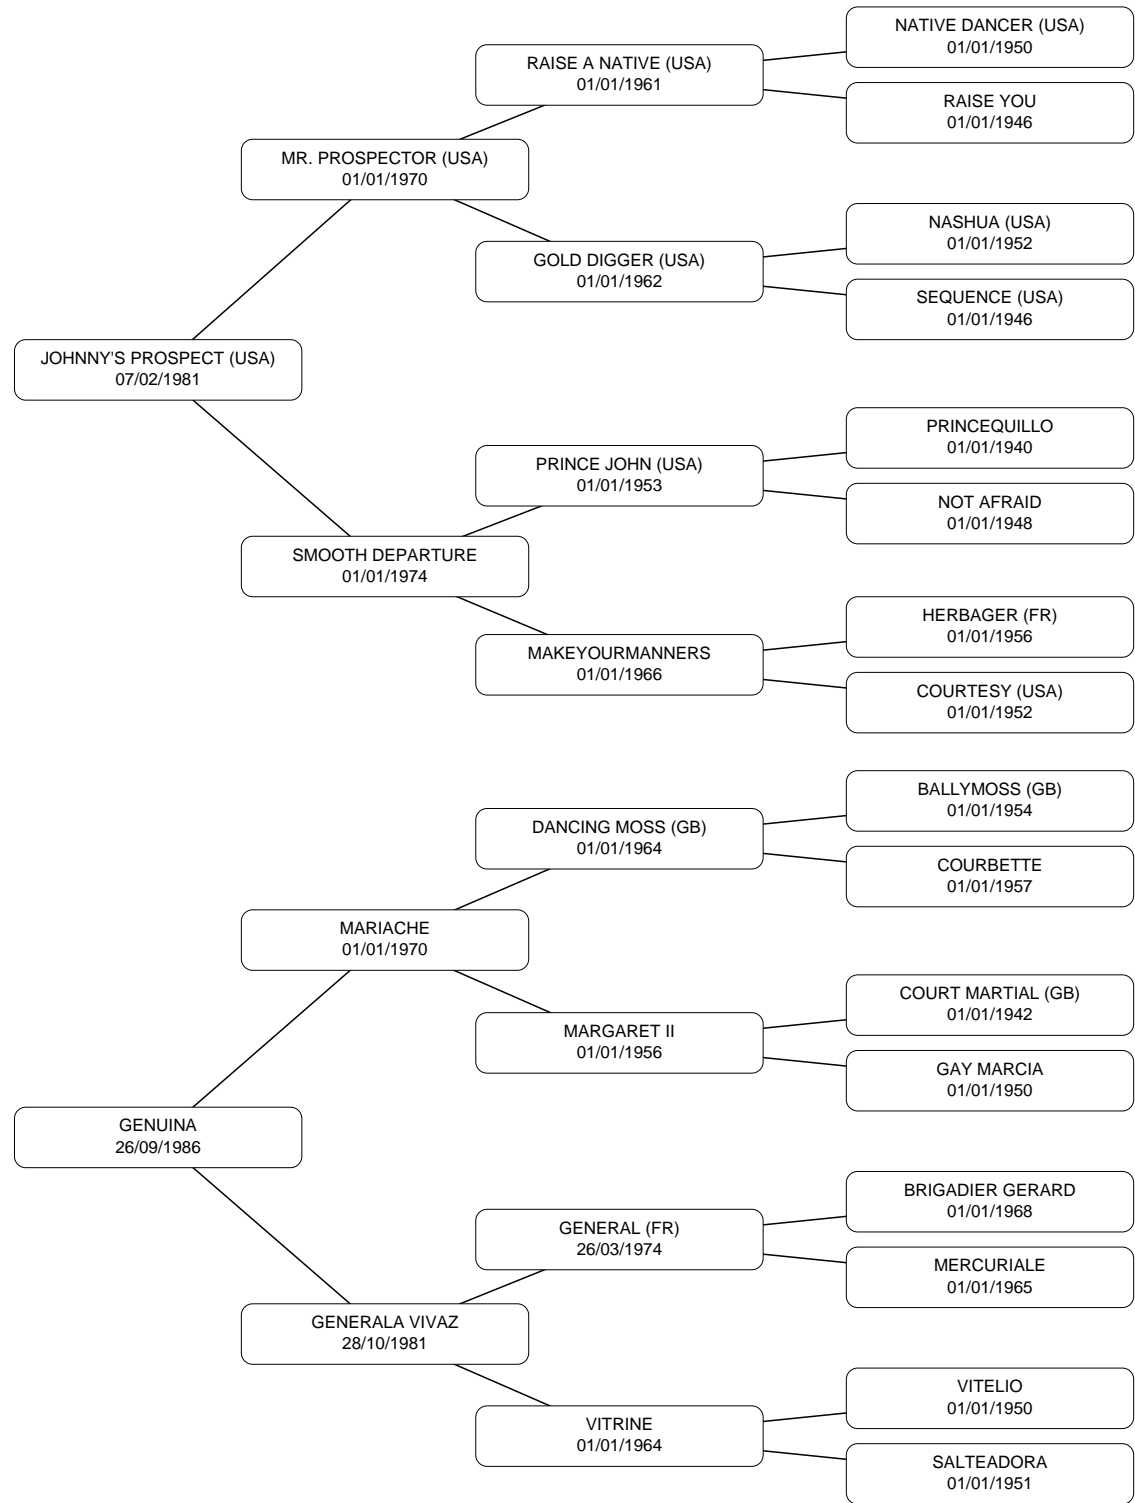 NATIVE DANCER (USA)
01/01/1950
RAISE A NATIVE (USA)
01/01/1961
RAISE YOU
01/01/1946
MR. PROSPECTOR (USA)
01/01/1970
NASHUA (USA)
01/01/1952
GOLD DIGGER (USA)
01/01/1962
SEQUENCE (USA)
01/01/1946
JOHNNY'S PROSPECT (USA)
07/02/1981
PRINCEQUILLO
01/01/1940
PRINCE JOHN (USA)
01/01/1953
NOT AFRAID
01/01/1948
SMOOTH DEPARTURE
01/01/1974
HERBAGER (FR)
01/01/1956
MAKEYOURMANNERS
01/01/1966
COURTESY (USA)
01/01/1952
BALLYMOSS (GB)
01/01/1954
DANCING MOSS (GB)
01/01/1964
COURBETTE
01/01/1957
MARIACHE
01/01/1970
COURT MARTIAL (GB)
01/01/1942
MARGARET II
01/01/1956
GAY MARCIA
01/01/1950
GENUINA
26/09/1986
BRIGADIER GERARD
01/01/1968
GENERAL (FR)
26/03/1974
MERCURIALE
01/01/1965
GENERALA VIVAZ
28/10/1981
VITELIO
01/01/1950
VITRINE
01/01/1964
SALTEADORA
01/01/1951